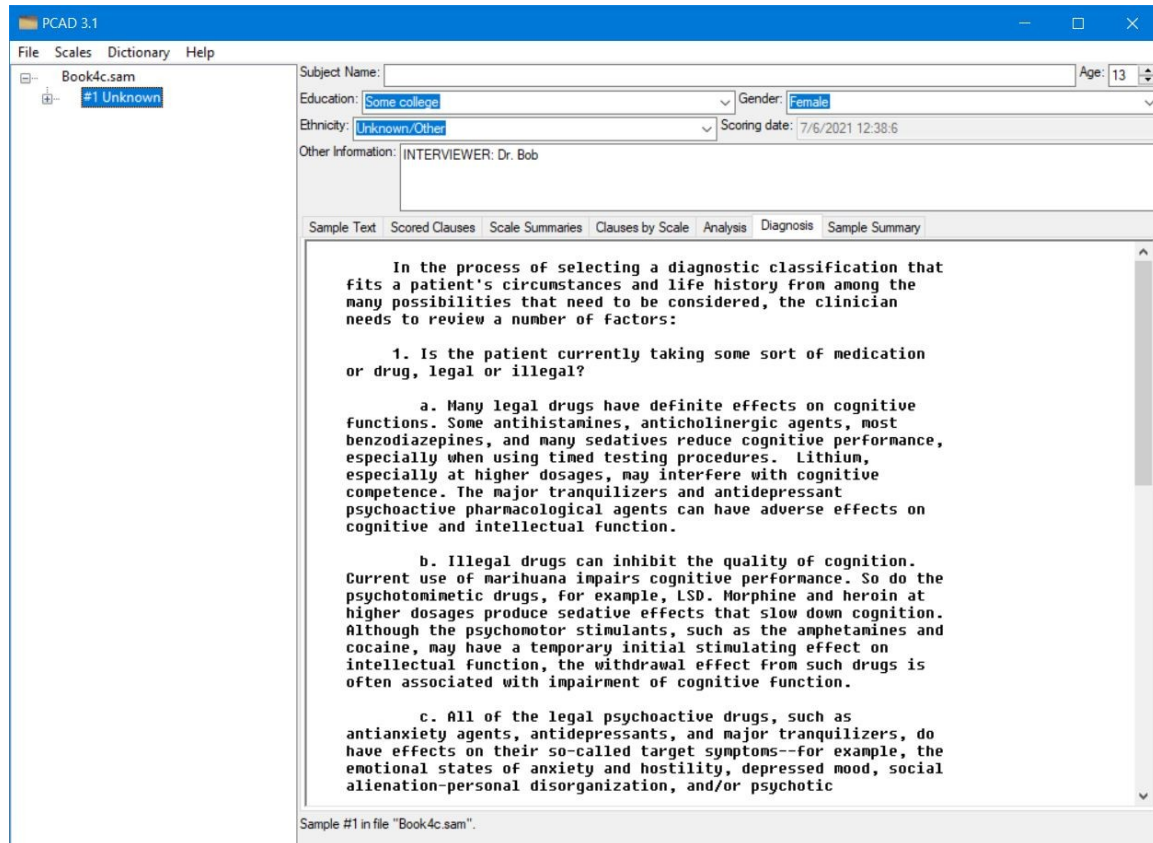 PCAD 3.1
File Scales Dictionary Help
Book4c.sam
#1 Unknown
Subject Name:
Age: 13
Education: Some college
Gender: Female
Ethnicity: Unknown/Other
Scoring date: 7/6/2021 12:38:6
Other Information: INTERVIEWER: Dr. Bob
Sample Text Scored Clauses Scale Summaries Clauses by Scale Analysis Diagnosis Sample Summary
In the process of selecting a diagnostic classification that
fits a patient's circumstances and life history from among the
many possibilities that need to be considered, the clinician
needs to review a number of factors:
1. Is the patient currently taking some sort of medication
or drug, legal or illegal?
a. Many legal drugs have definite effects on cognitive
functions. Some antihistamines, anticholinergic agents, most
benzodiazepines, and many sedatives reduce cognitive performance,
especially when using timed testing procedures. Lithium,
especially at higher dosages, may interfere with cognitive
competence. The major tranquilizers and antidepressant
psychoactive pharmacological agents can have adverse effects on
cognitive and intellectual function.
b. Illegal drugs can inhibit the quality of cognition.
Current use of marihuana impairs cognitive performance. So do the
psychotomimetic drugs, for example, LSD. Morphine and heroin at
higher dosages produce sedative effects that slow down cognition.
Although the psychomotor stimulants, such as the amphetamines and
cocaine, may have a temporary initial stimulating effect on
intellectual function, the withdrawal effect from such drugs is
often associated with impairment of cognitive function.
c. All of the legal psychoactive drugs, such as
antianxiety agents, antidepressants, and major tranquilizers, do
have effects on their so-called target symptoms--for example, the
emotional states of anxiety and hostility, depressed mood, social
alienation-personal disorganization, and/or psychotic
Sample #1 in file "Book4c.sam".